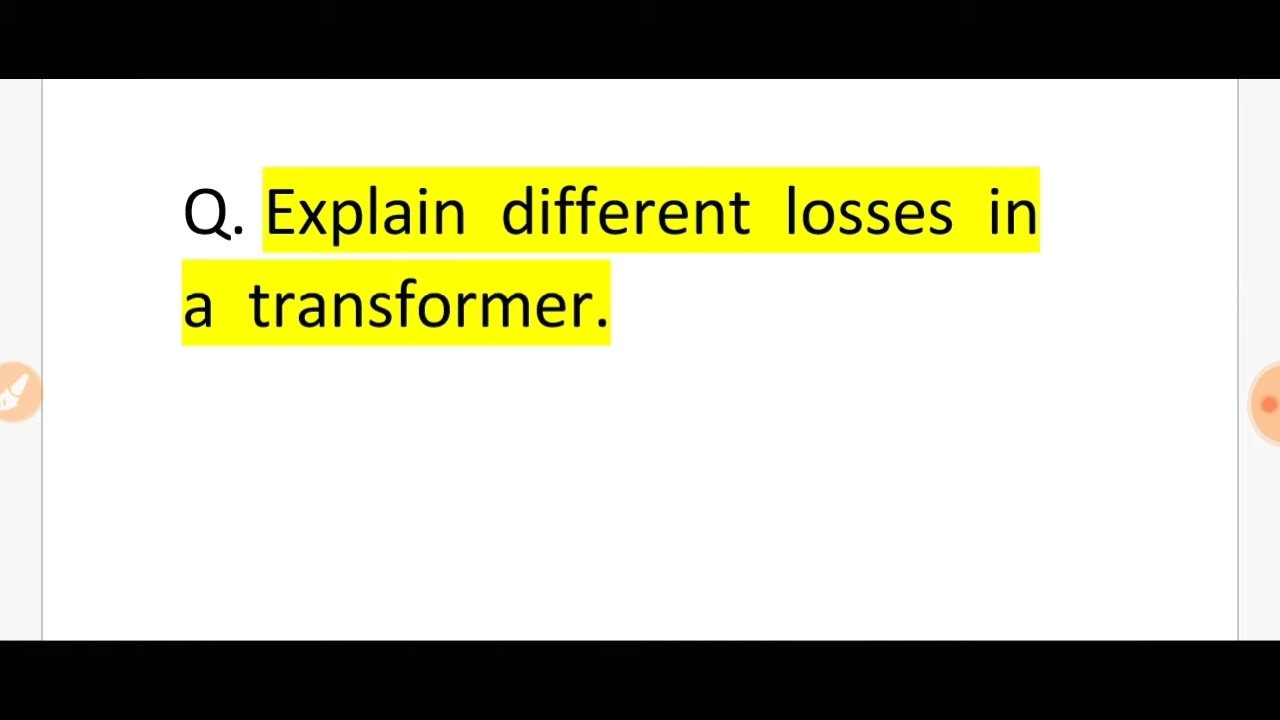 Q. Explain different losses in
a transformer.